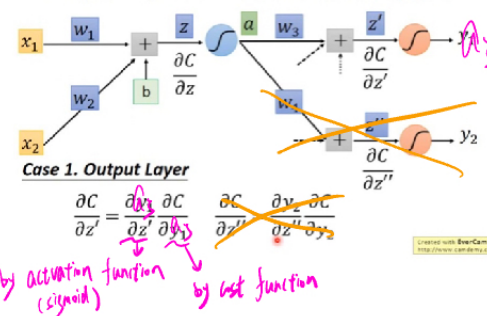 x₁ w₁ z a w₃ z′ y₁
∂C/∂z ∂C/∂z′
b
w₂ w₄ z″
x₂ y₂
∂C/∂z″
Case 1. Output Layer
∂C/∂z′ = ∂y₁/∂z′ ∂C/∂y₁ ∂C/∂z″ = ∂y₂/∂z″ ∂C/∂y₂
by activation function
(sigmoid)
by cost function
Created with EverCam
http://www.camdemy.c